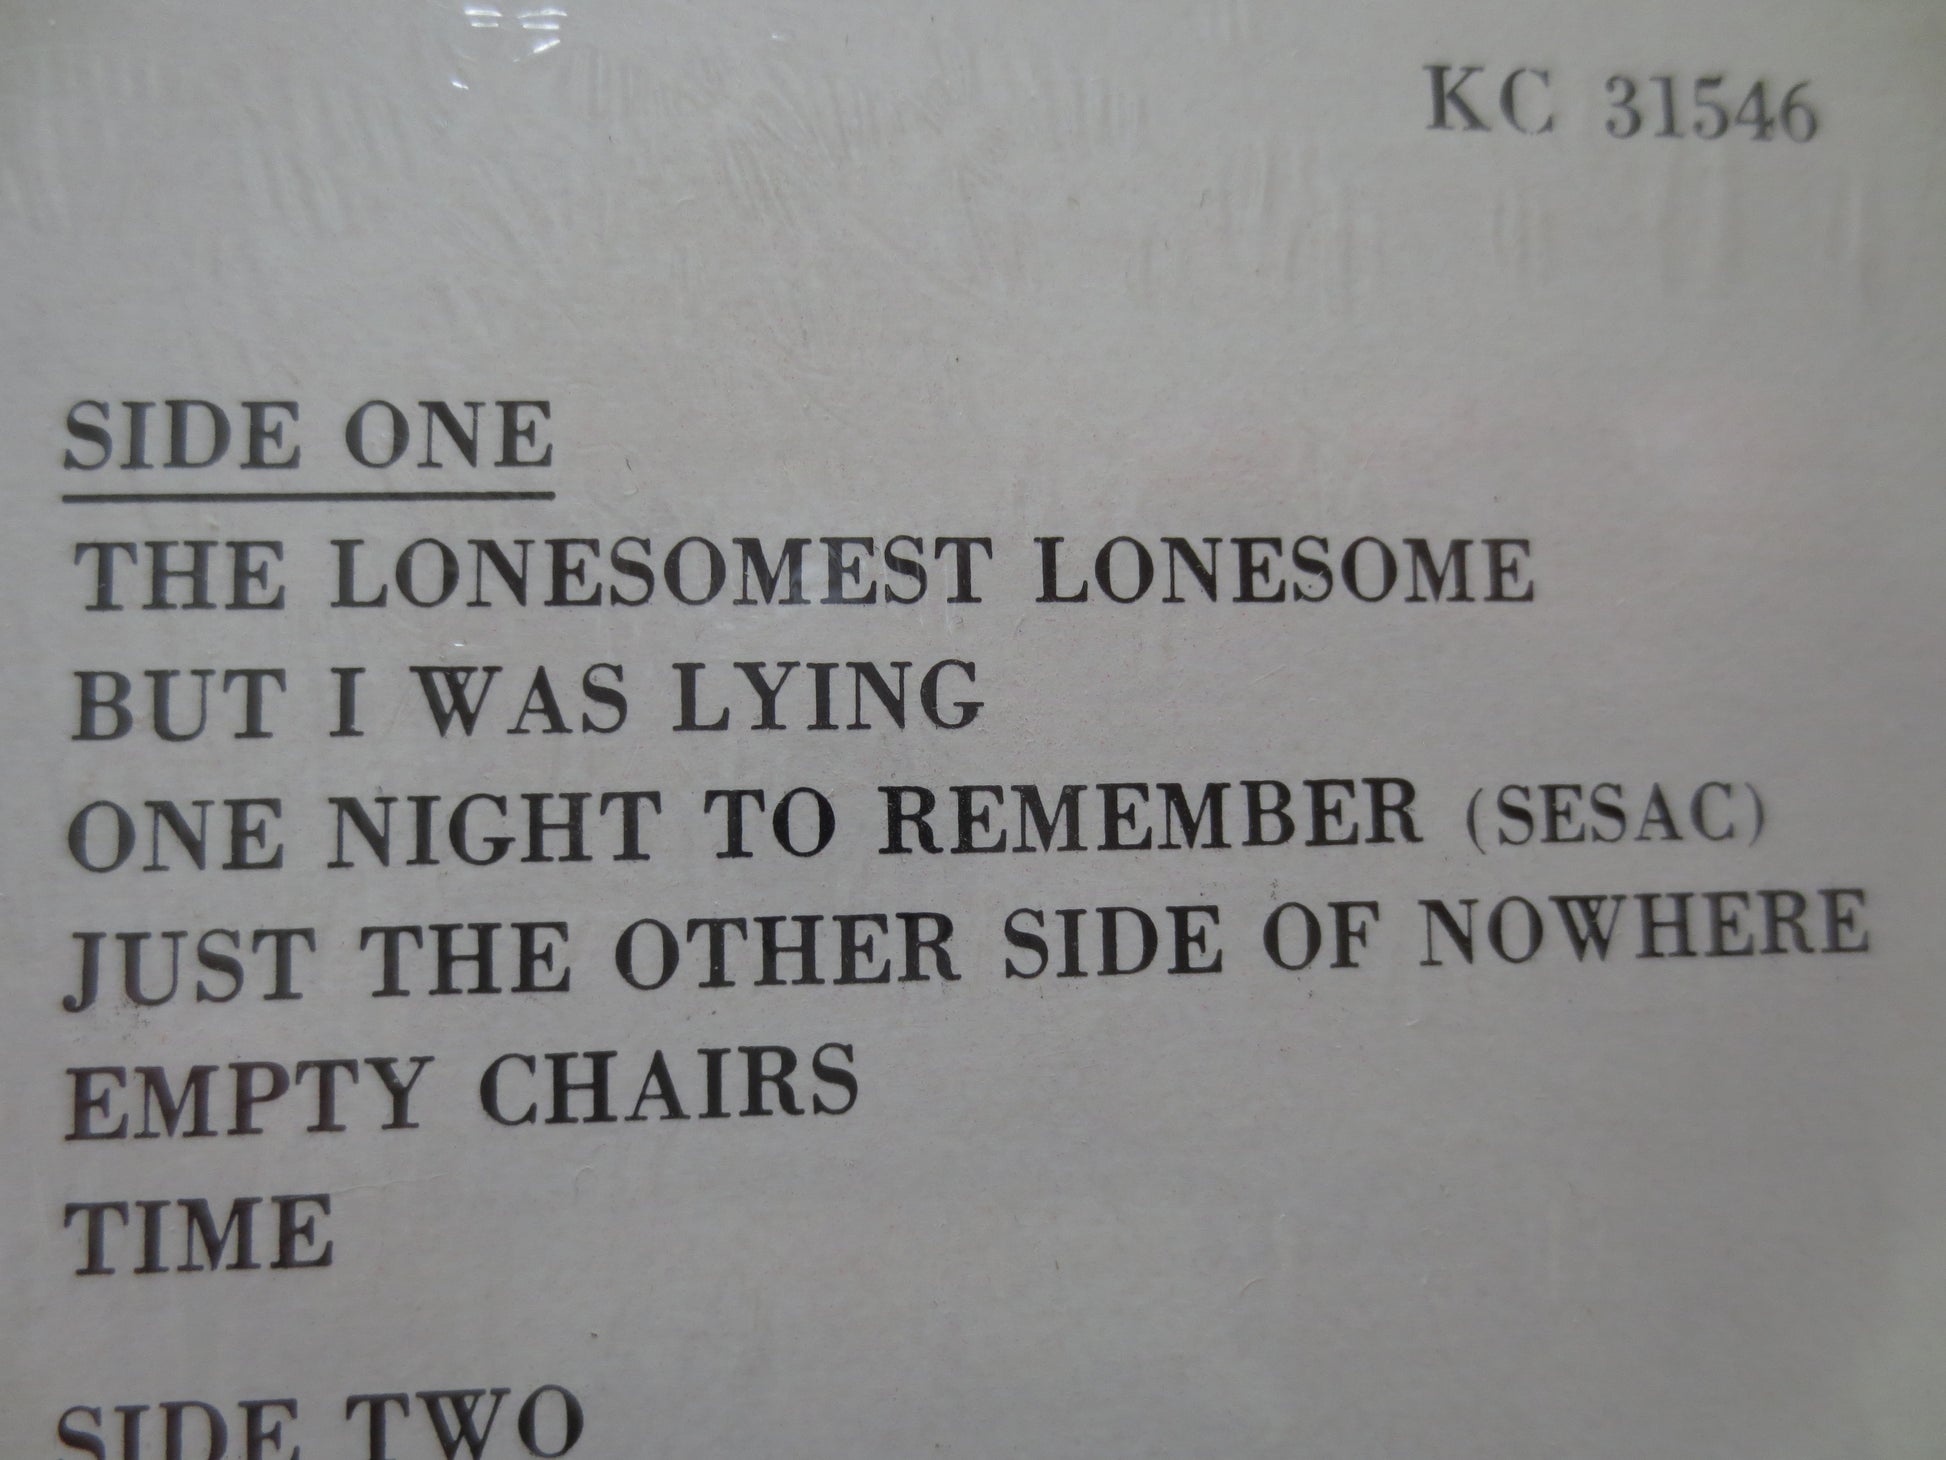 KC 31546
SIDE ONE
THE LONESOMEST LONESOME
BUT I WAS LYING
ONE NIGHT TO REMEMBER (SESAC)
JUST THE OTHER SIDE OF NOWHERE
EMPTY CHAIRS
TIME
SIDE TWO